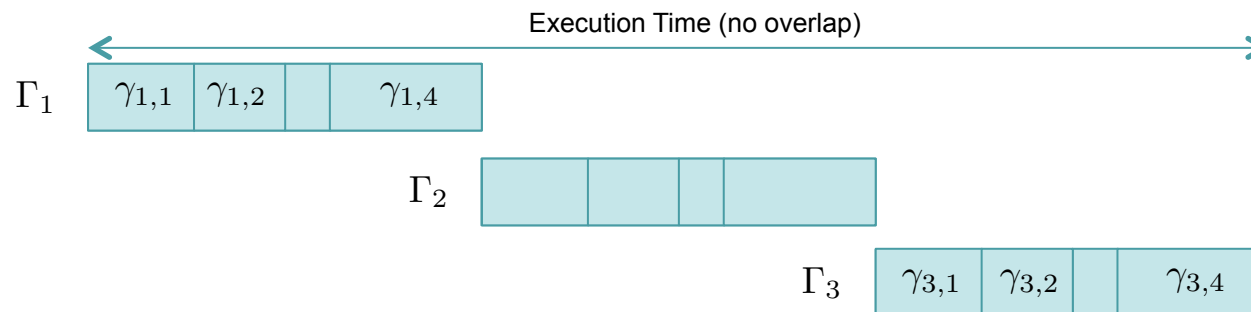 Execution Time (no overlap)
Γ₁ γ₁,₁ γ₁,₂ γ₁,₄
Γ₂
Γ₃ γ₃,₁ γ₃,₂ γ₃,₄